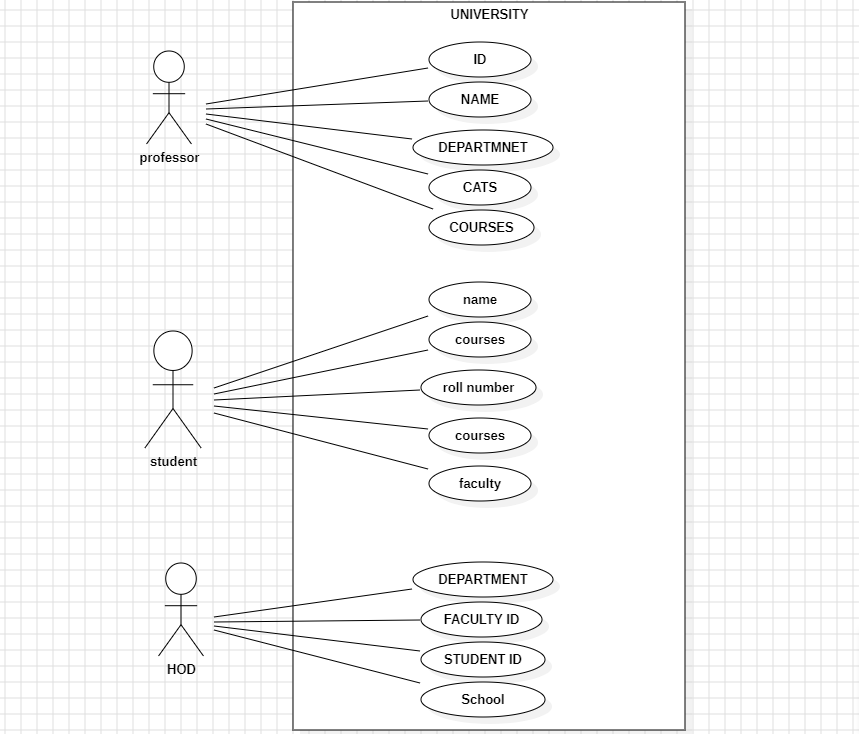 UNIVERSITY
ID
NAME
DEPARTMNET
CATS
COURSES
professor
name
courses
roll number
courses
faculty
student
DEPARTMENT
FACULTY ID
STUDENT ID
School
HOD